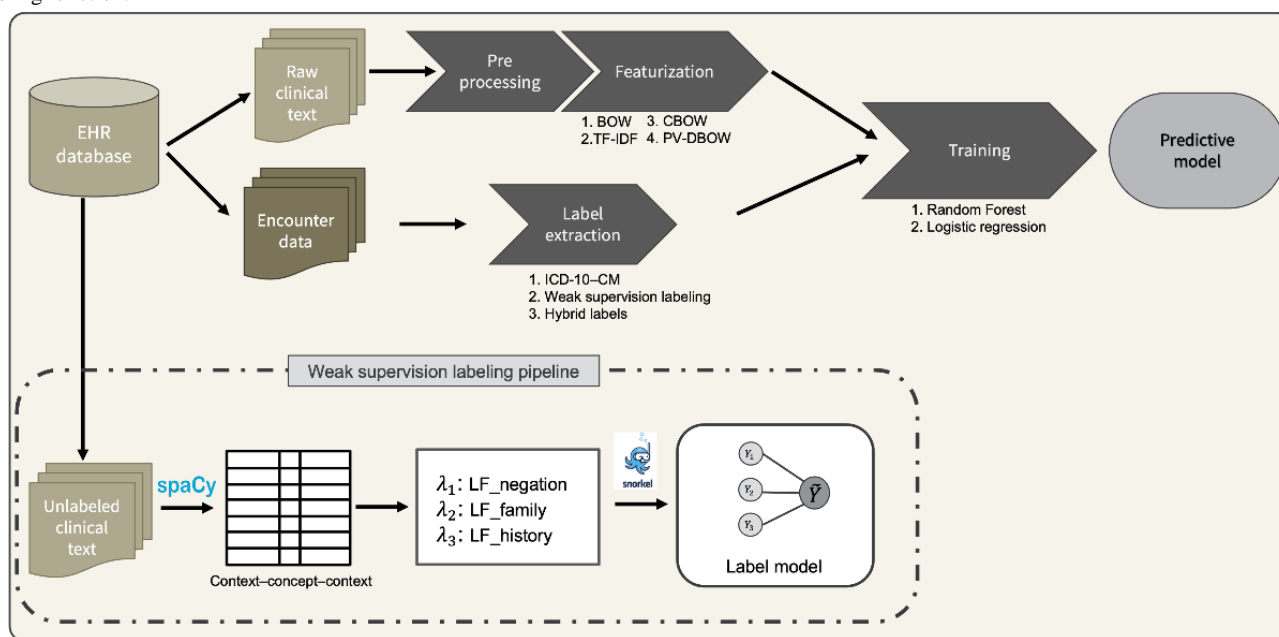 Raw
clinical
text
Pre
processing
Featurization
1. BOW 3. CBOW
2.TF-IDF 4. PV-DBOW
EHR
database
Training
Predictive
model
1. Random Forest
2. Logistic regression
Encounter
data
Label
extraction
1. ICD-10–CM
2. Weak supervision labeling
3. Hybrid labels
Weak supervision labeling pipeline
Unlabeled
clinical
text
spaCy
Context–concept–context
λ₁: LF_negation
λ₂: LF_family
λ₃: LF_history
snorkel
Y₁
Y₂
Y₃
Ỹ
Label model